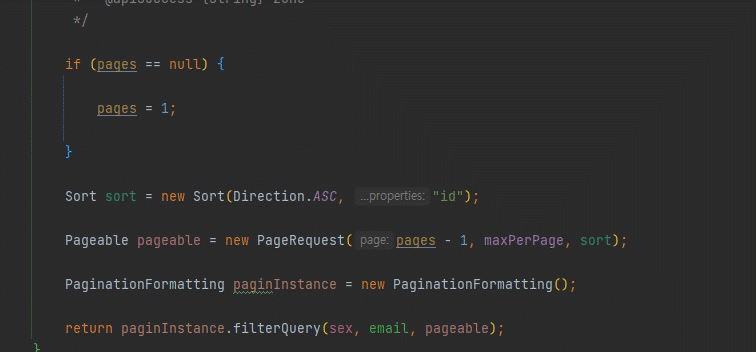 * @apiSuccess {String} zone
*/
if (pages == null) {
pages = 1;
}
Sort sort = new Sort(Direction.ASC, ...properties: "id");
Pageable pageable = new PageRequest( page: pages - 1, maxPerPage, sort);
PaginationFormatting paginInstance = new PaginationFormatting();
return paginInstance.filterQuery(sex, email, pageable);
}